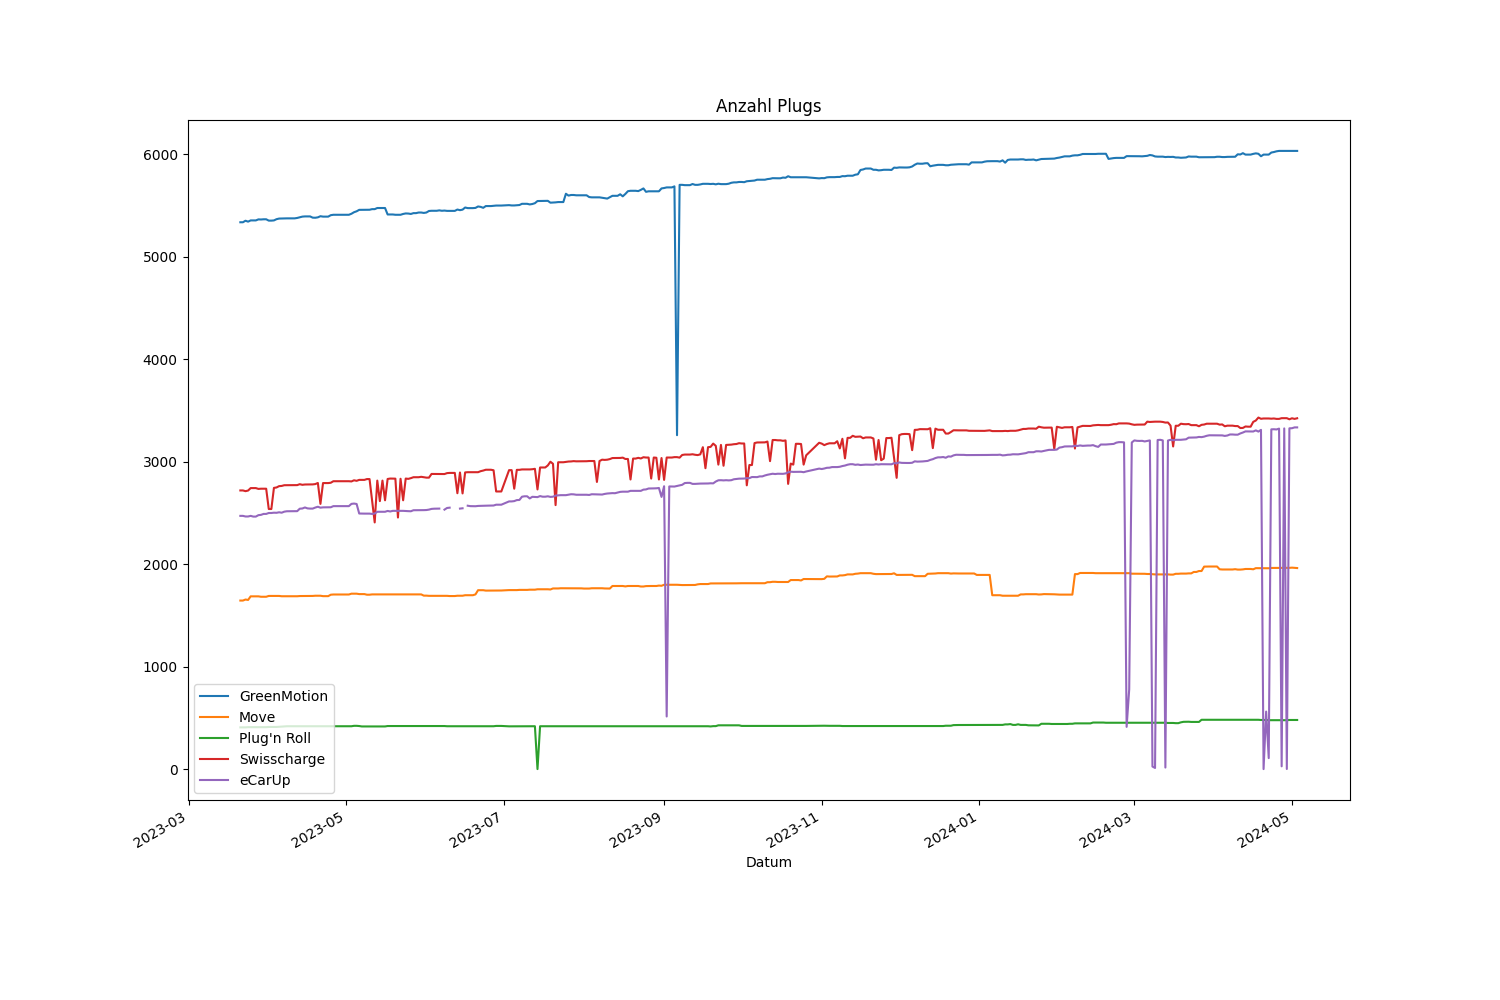 Anzahl Plugs
6000
5000
4000
3000
2000
1000
0
GreenMotion
Move
Plug'n Roll
Swisscharge
eCarUp
2023-03
2023-05
2023-07
2023-09
2023-11
2024-01
2024-03
2024-05
Datum